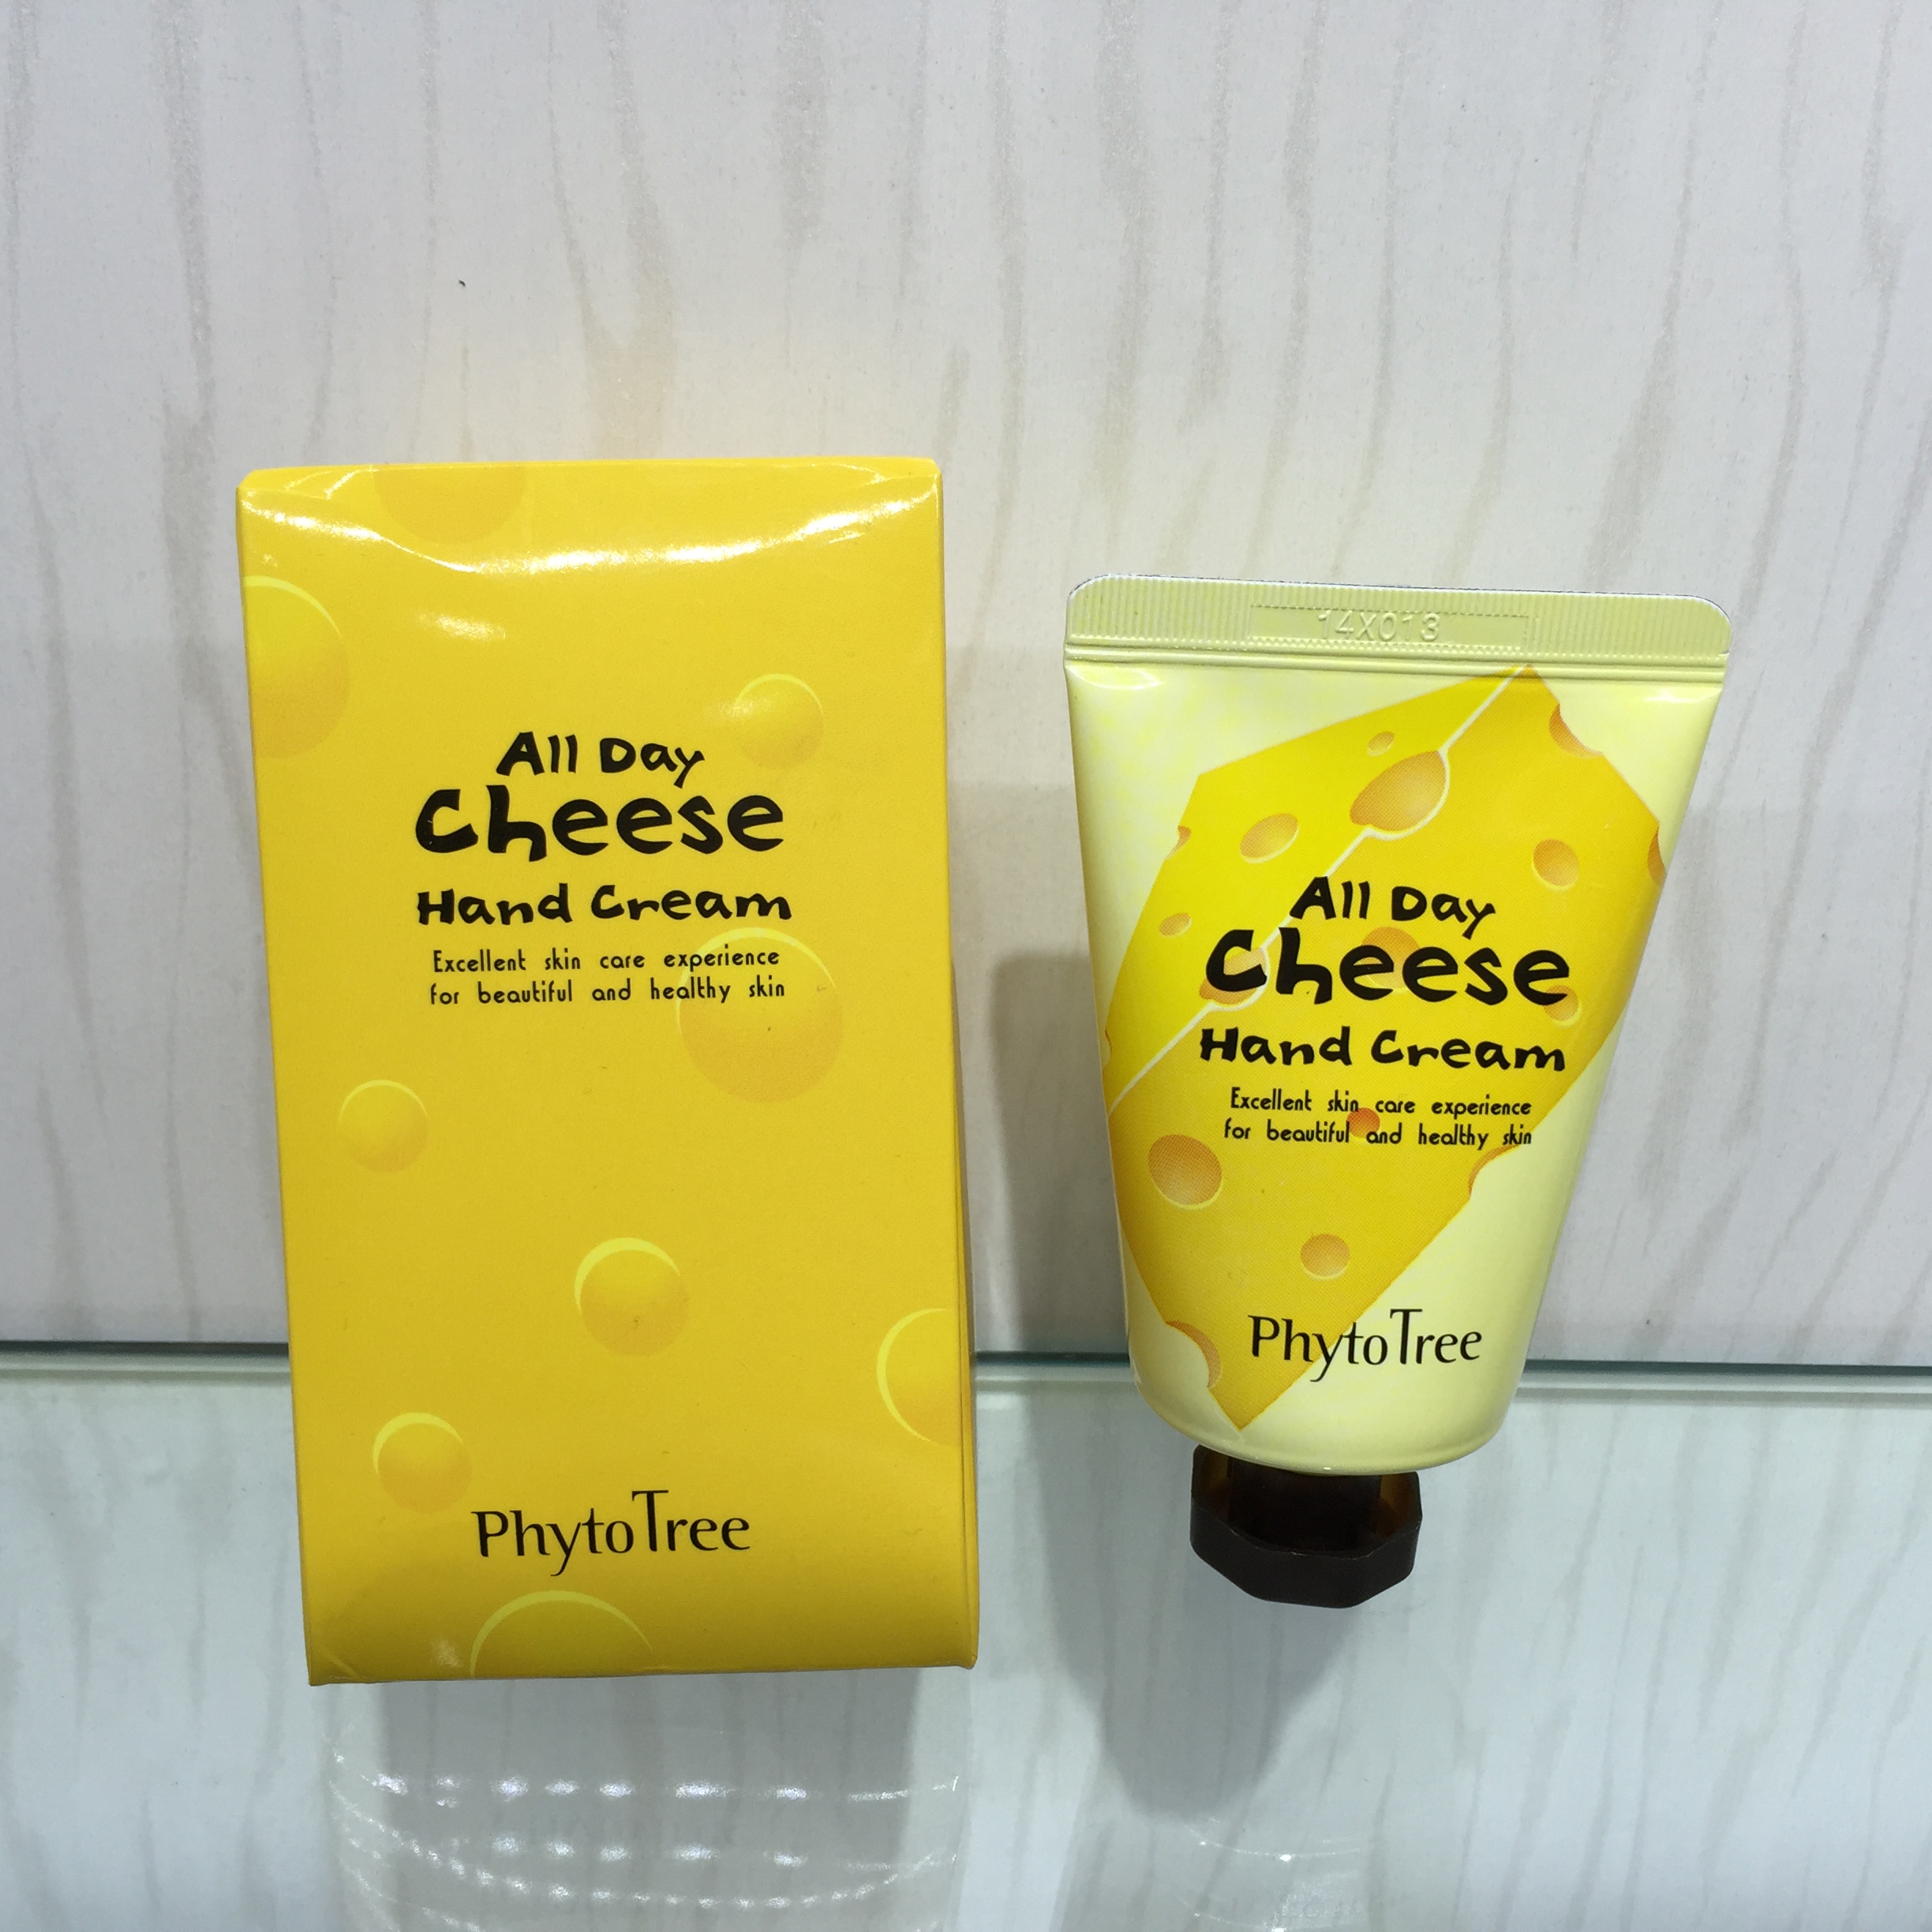 All Day
Cheese
Hand Cream
Excellent skin care experience
for beautiful and healthy skin
PhytoTree
14X013
All Day
Cheese
Hand Cream
Excellent skin care experience
for beautiful and healthy skin
PhytoTree